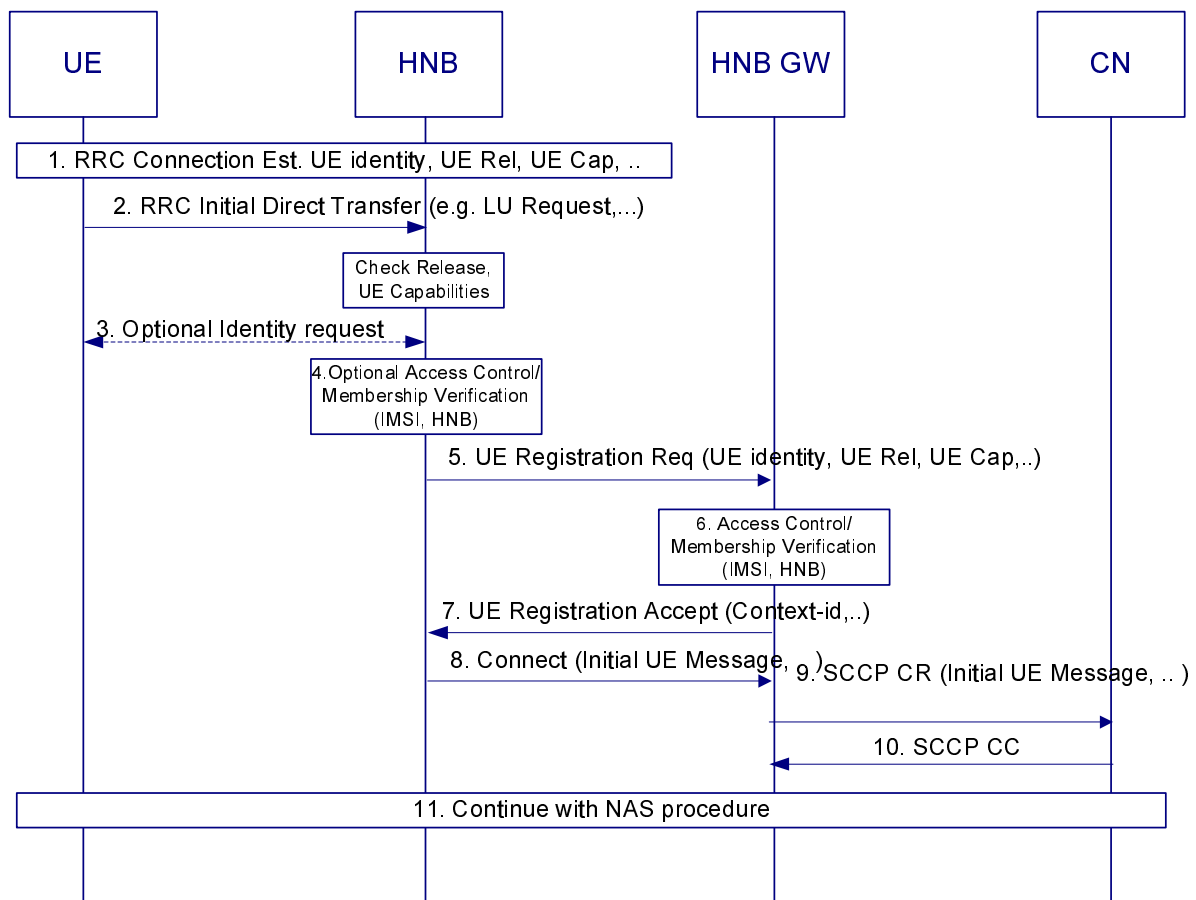 UE
HNB
HNB GW
CN
1. RRC Connection Est. UE identity, UE Rel, UE Cap, ..
2. RRC Initial Direct Transfer (e.g. LU Request,...)
Check Release,
UE Capabilities
3. Optional Identity request
4.Optional Access Control/
Membership Verification
(IMSI, HNB)
5. UE Registration Req (UE identity, UE Rel, UE Cap,..)
6. Access Control/
Membership Verification
(IMSI, HNB)
7. UE Registration Accept (Context-id,..)
8. Connect (Initial UE Message, ..)
9. SCCP CR (Initial UE Message, .. )
10. SCCP CC
11. Continue with NAS procedure